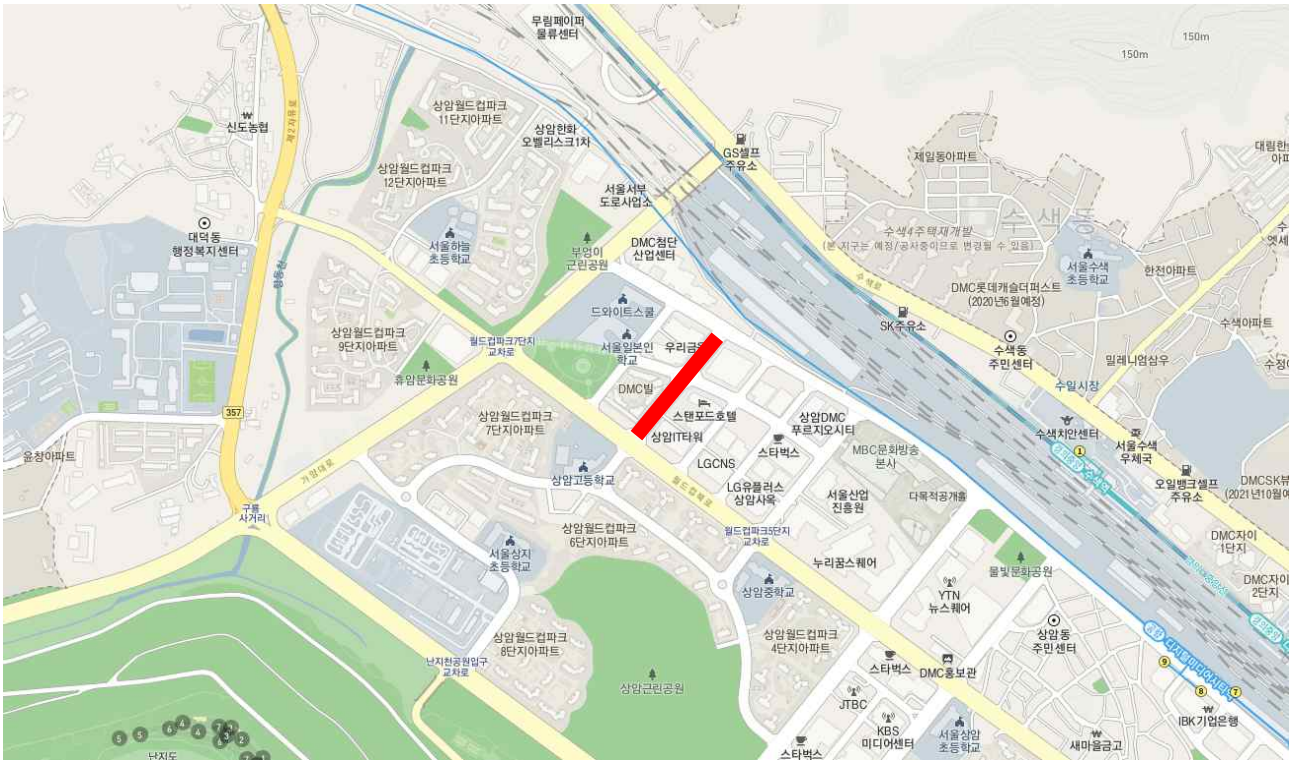 무림페이퍼
물류센터
150m
150m
신도농협
상암월드컵파크
11단지아파트
상암한화
오벨리스크1차
GS셀프
주유소
제일동아파트
상암월드컵파크
12단지아파트
서울서부
도로사업소
수색동
수색4주택재개발
(본 지구는 예정/공사중이므로 변경될 수 있음)
대덕동
행정복지센터
서울하늘
초등학교
부엉이
근린공원
DMC첨단
산업센터
서울수색
초등학교
한전아파트
창릉천
수색로
DMC롯데캐슬더퍼스트
(2020년6월예정)
드와이트스쿨
SK주유소
수색아파트
상암월드컵파크
9단지아파트
월드컵파크7단지
교차로
서울일본인
학교
우리금
수색동
주민센터
밀레니엄삼우
휴암문화공원
DMC빌
수일시장
357
상암월드컵파크
7단지아파트
스탠포드호텔
상암DMC
푸르지오시티
수색치안센터
서울수색
우체국
상암IT타워
스타벅스
MBC문화방송
본사
1
윤창아파트
LGCNS
오일뱅크셀프
주유소
가양대로
상암고등학교
LG유플러스
상암사옥
서울산업
진흥원
다목적공개홀
DMCSK뷰
월드컵북로
구룡
사거리
상암월드컵파크
6단지아파트
월드컵파크5단지
교차로
DMC자이
1단지
서울상지
초등학교
누리꿈스퀘어
물빛문화공원
상암중학교
YTN
뉴스퀘어
DMC자이
2단지
상암월드컵파크
8단지아파트
상암월드컵파크
4단지아파트
상암동
주민센터
난지천공원입구
교차로
스타벅스
DMC홍보관
디지털미디어시티역
상암근린공원
JTBC
9
8
7
KBS
미디어센터
서울상암
초등학교
IBK기업은행
스타벅스
새마을금고
난지도